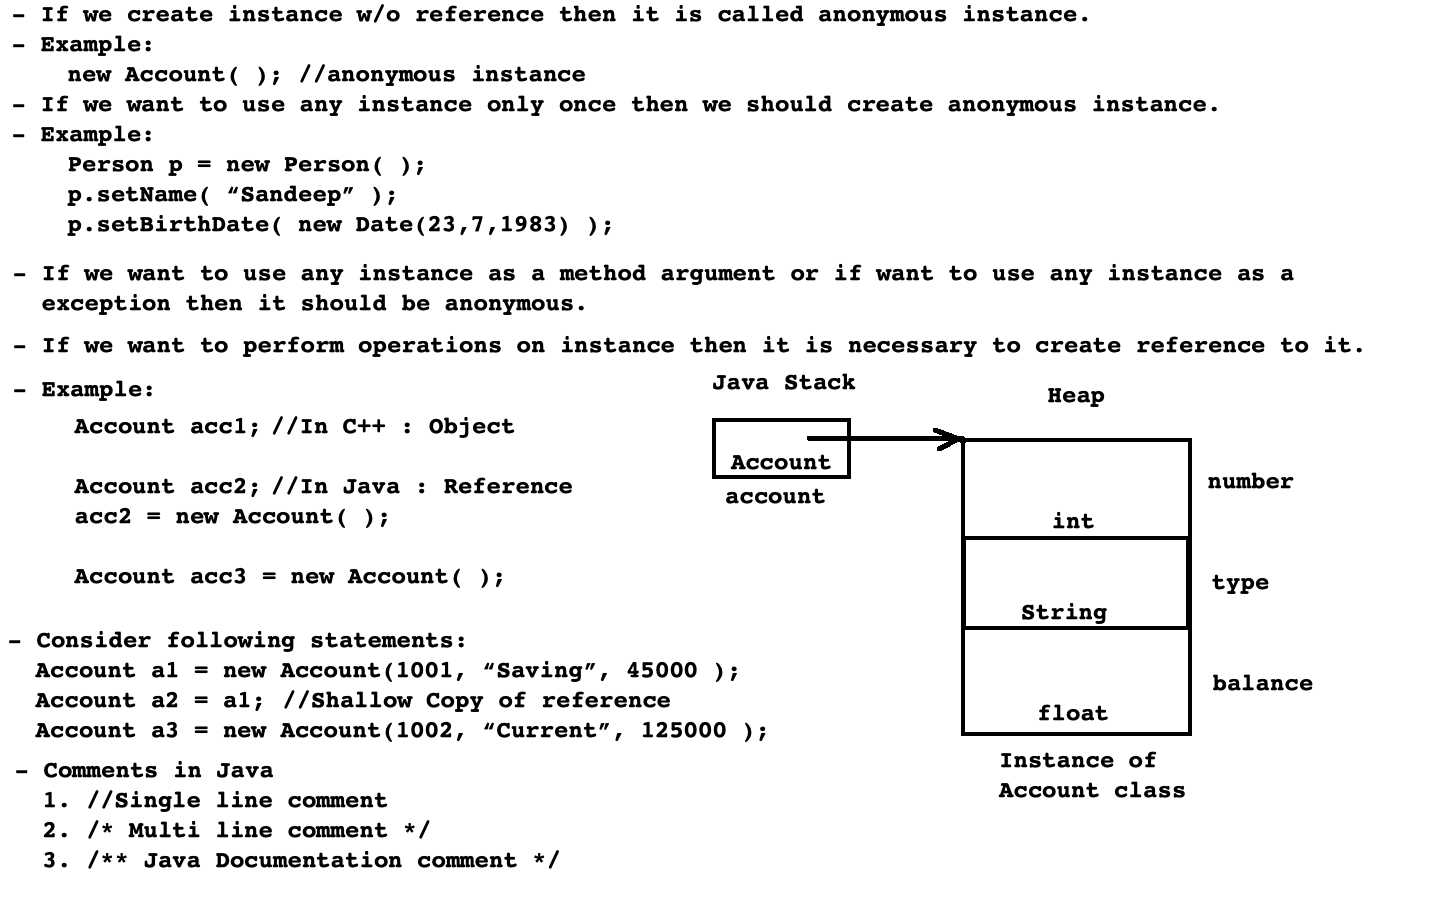 - If we create instance w/o reference then it is called anonymous instance.
- Example:
new Account( ); //anonymous instance
- If we want to use any instance only once then we should create anonymous instance.
- Example:
Person p = new Person( );
p.setName( “Sandeep” );
p.setBirthDate( new Date(23,7,1983) );
- If we want to use any instance as a method argument or if want to use any instance as a
exception then it should be anonymous.
- If we want to perform operations on instance then it is necessary to create reference to it.
- Example:
Account acc1; //In C++ : Object
Account acc2; //In Java : Reference
acc2 = new Account( );
Account acc3 = new Account( );
Java Stack
Account
account
Heap
int
number
String
type
float
balance
Instance of
Account class
- Consider following statements:
Account a1 = new Account(1001, “Saving”, 45000 );
Account a2 = a1; //Shallow Copy of reference
Account a3 = new Account(1002, “Current”, 125000 );
- Comments in Java
1. //Single line comment
2. /* Multi line comment */
3. /** Java Documentation comment */